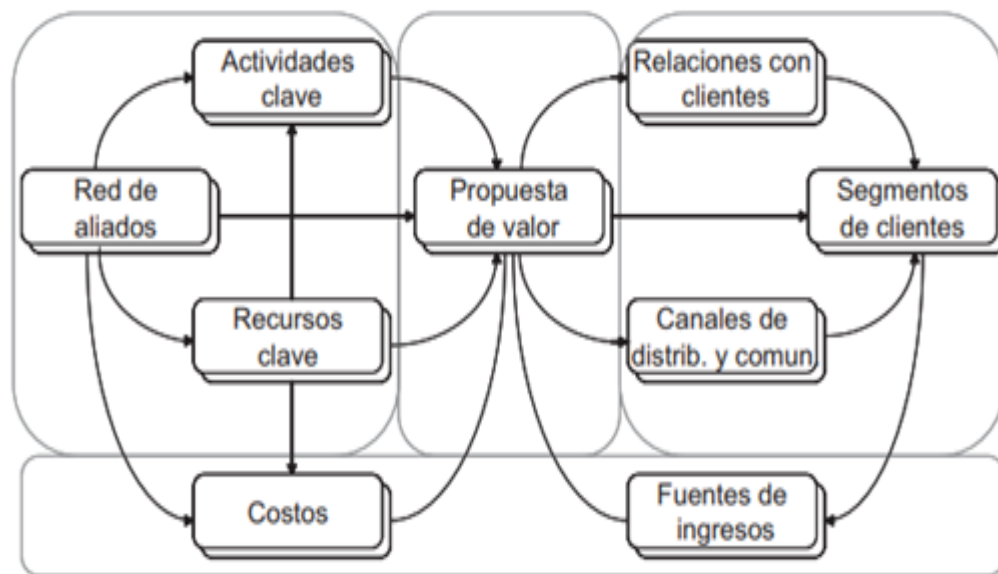 Actividades
clave
Relaciones con
clientes
Red de
aliados
Propuesta
de valor
Segmentos
de clientes
Recursos
clave
Canales de
distrib. y comun.
Costos
Fuentes de
ingresos